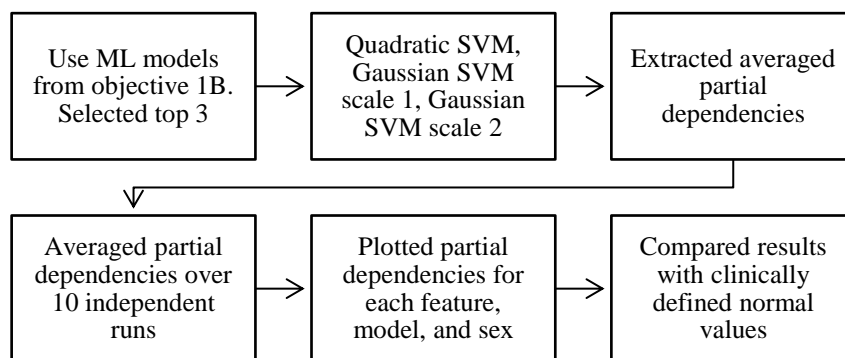 Use ML models
from objective 1B.
Selected top 3
Quadratic SVM,
Gaussian SVM
scale 1, Gaussian
SVM scale 2
Extracted averaged
partial
dependencies
Averaged partial
dependencies over
10 independent
runs
Plotted partial
dependencies for
each feature,
model, and sex
Compared results
with clinically
defined normal
values